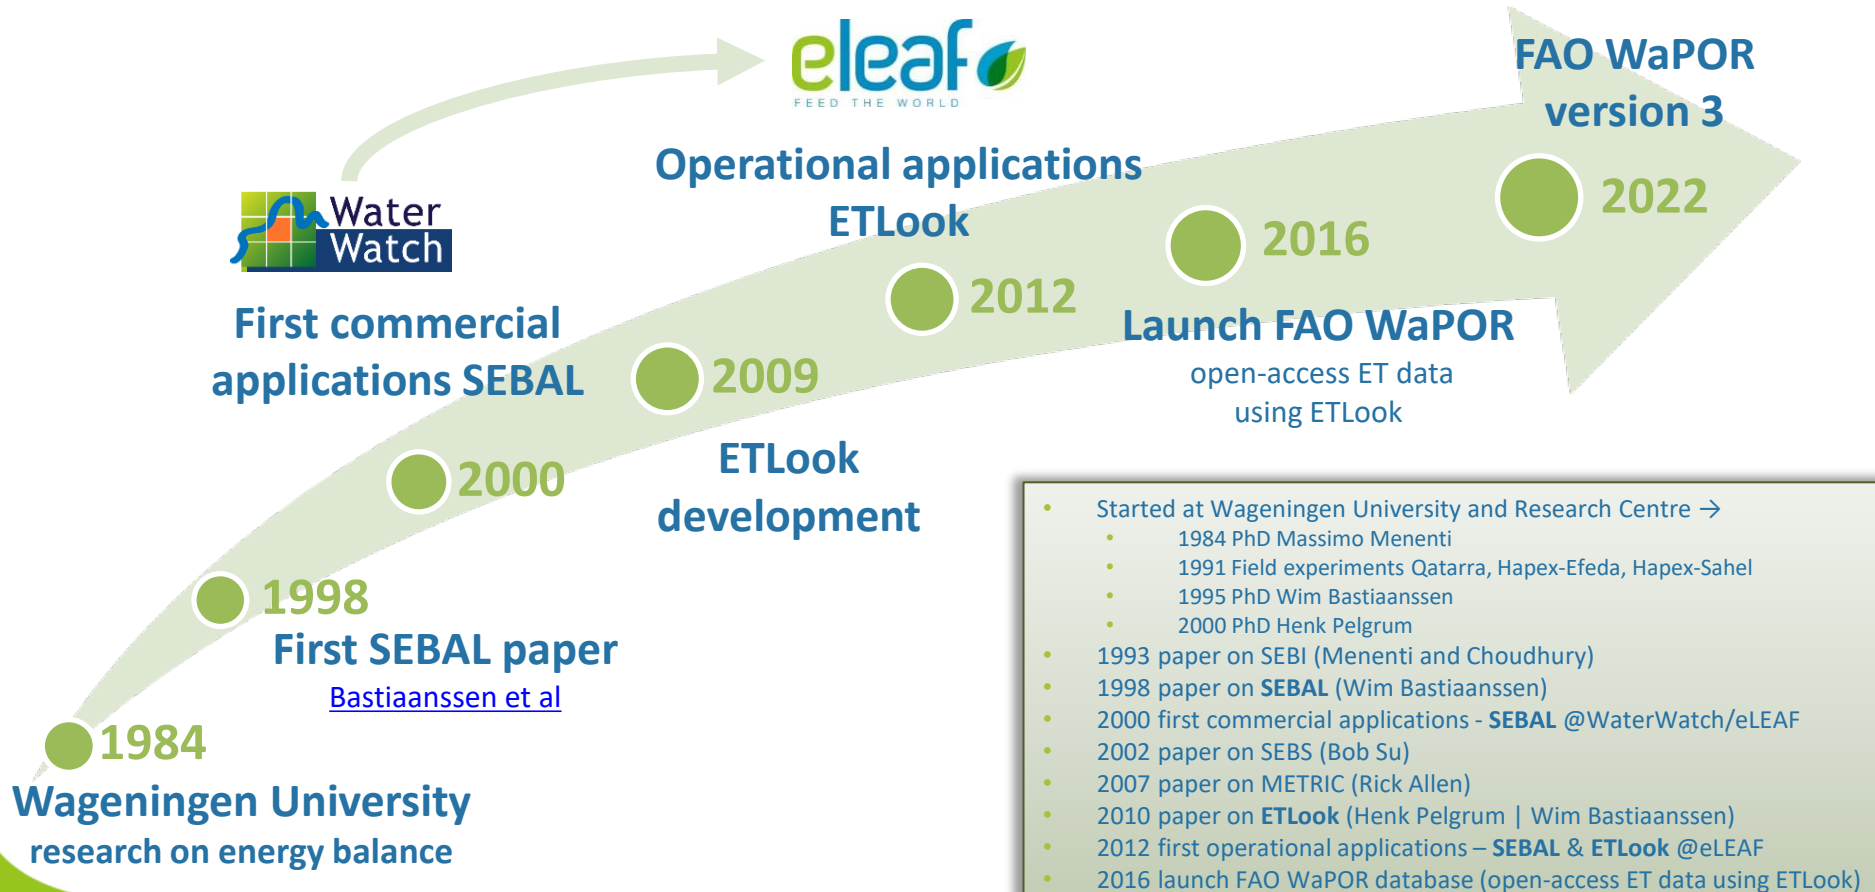 eleaf
FEED THE WORLD
FAO WaPOR
version 3
2022
Operational applications
ETLook
2016
2012
Water
Watch
Launch FAO WaPOR
open-access ET data
using ETLook
First commercial
applications SEBAL
2009
ETLook
development
2000
1998
First SEBAL paper
Bastiaanssen et al
1984
Wageningen University
research on energy balance
• Started at Wageningen University and Research Centre →
• 1984 PhD Massimo Menenti
• 1991 Field experiments Qatarra, Hapex-Efeda, Hapex-Sahel
• 1995 PhD Wim Bastiaanssen
• 2000 PhD Henk Pelgrum
• 1993 paper on SEBI (Menenti and Choudhury)
• 1998 paper on SEBAL (Wim Bastiaanssen)
• 2000 first commercial applications - SEBAL @WaterWatch/eLEAF
• 2002 paper on SEBS (Bob Su)
• 2007 paper on METRIC (Rick Allen)
• 2010 paper on ETLook (Henk Pelgrum | Wim Bastiaanssen)
• 2012 first operational applications – SEBAL & ETLook @eLEAF
• 2016 launch FAO WaPOR database (open-access ET data using ETLook)